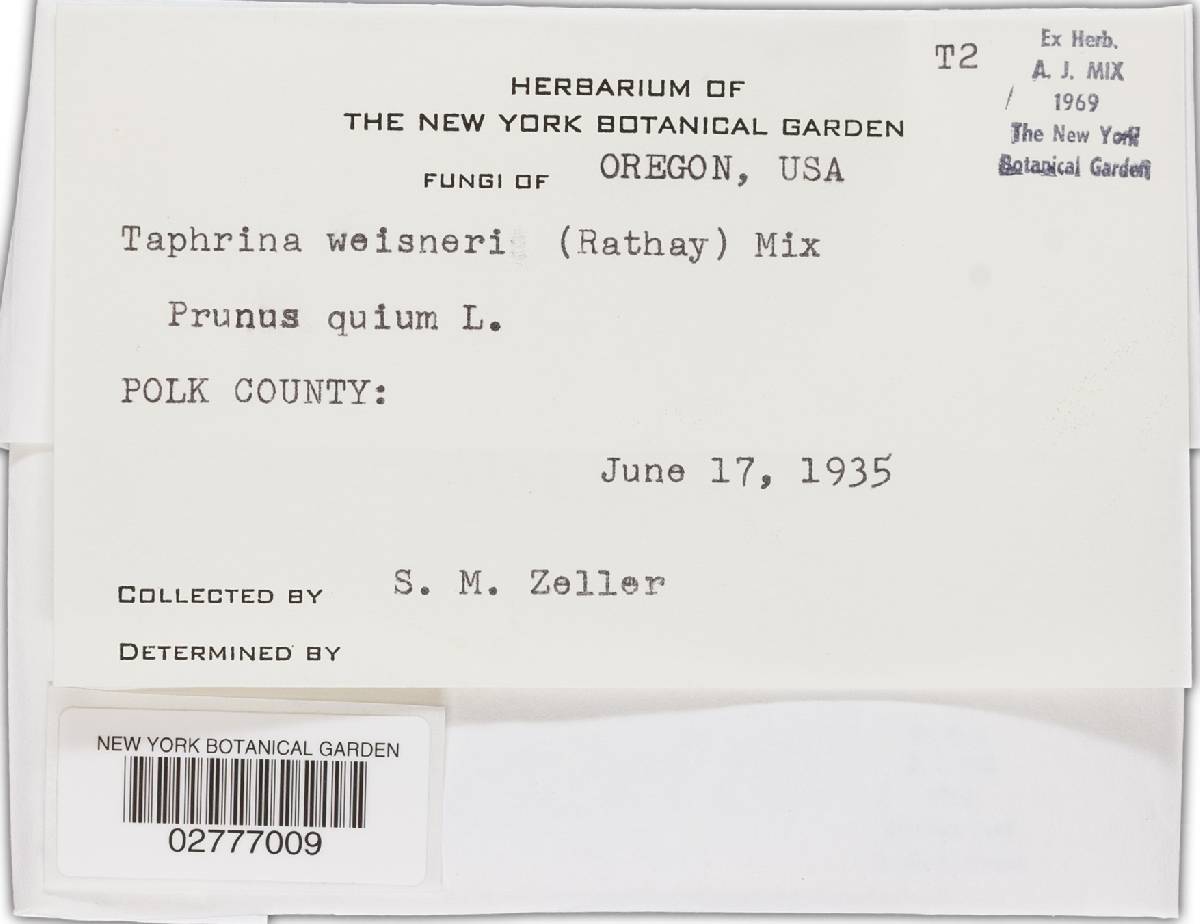 T2
Ex Herb.
A. J. MIX
1969
The New York
Botanical Garden
HERBARIUM OF
THE NEW YORK BOTANICAL GARDEN
FUNGI OF OREGON, USA
Taphrina weisneri (Rathay) Mix
Prunus quium L.
POLK COUNTY:
June 17, 1935
COLLECTED BY S. M. Zeller
DETERMINED BY
NEW YORK BOTANICAL GARDEN
02777009